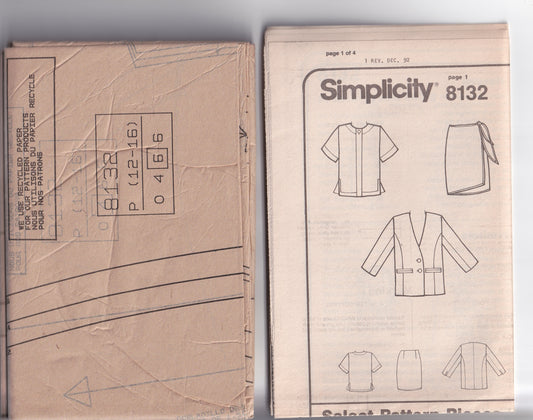 WE USE RECYCLED PAPER
FOR OUR PATTERN PRODUCTS
NOUS UTILISONS DU PAPIER RECYCLE
POUR NOS PATRONS
8132
P (12-16)
0 4 6 6
page 1 of 4
1 REV. DEC. 92
Simplicity®
page 1
8132
Select Pattern Pieces